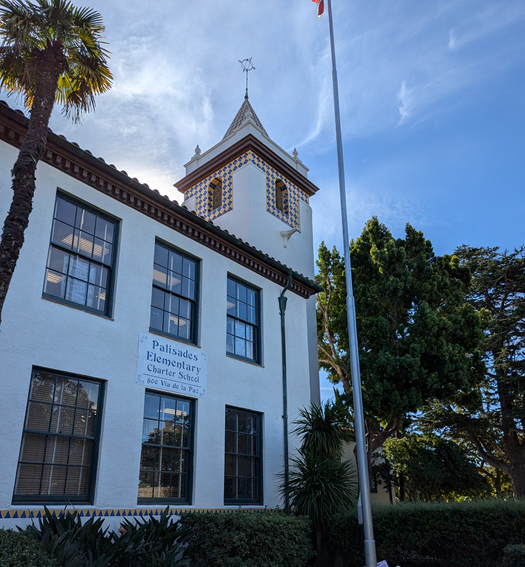 Palisades
Elementary
Charter School
800 Via de la Paz